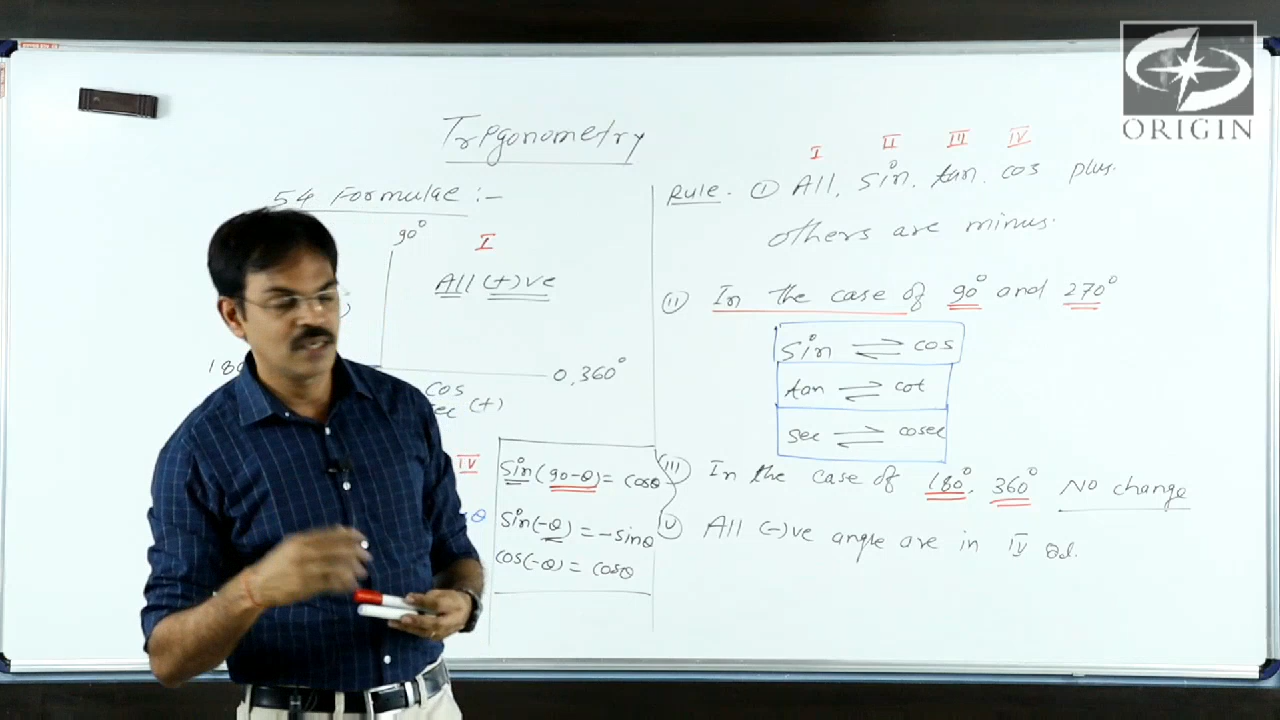 ORIGIN
Trigonometry
54 Formulae :-
90°
I
All (+)ve
0,360°
cos
(+)
IV
θ
sin(90-θ)= cosθ
sin(-θ) = -sinθ
cos(-θ) = cosθ
I II III IV
Rule. (I) All, sin, tan, cos plus.
others are minus.
(II) In the case of 90° and 270°
sin ⇌ cos
tan ⇌ cot
sec ⇌ cosec
(III) In the case of 180°, 360° No change
All (-)ve angle are in IV Qd.